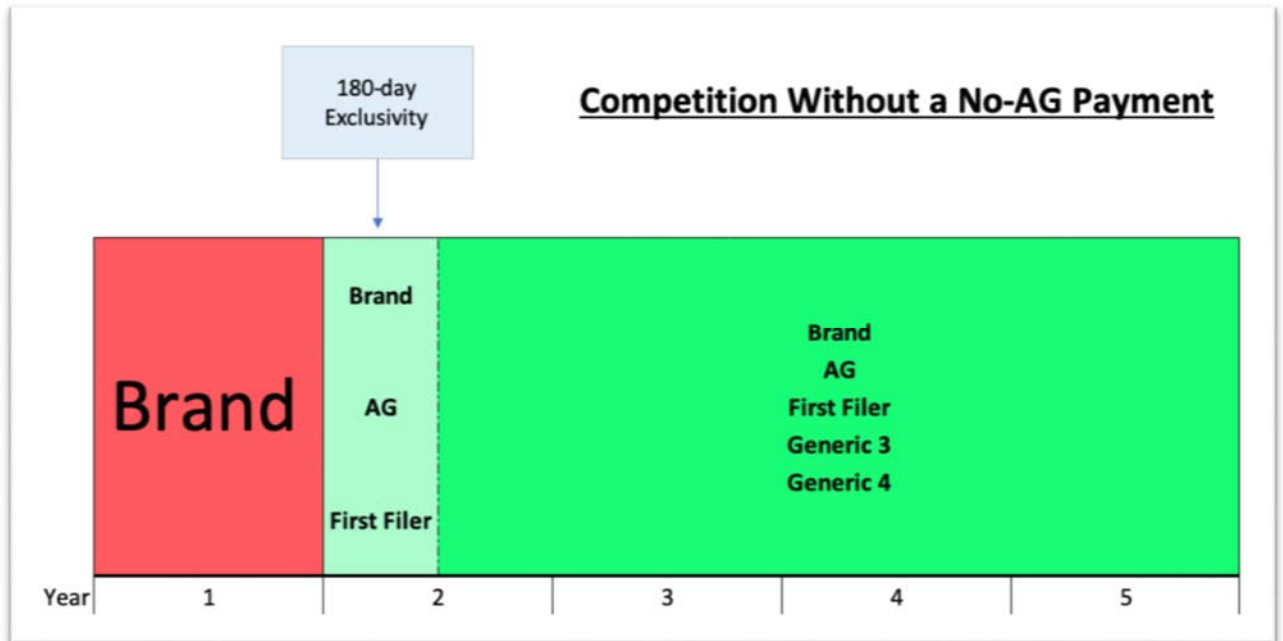 180-day
Exclusivity
Competition Without a No-AG Payment
Brand
Brand
AG
First Filer
Brand
AG
First Filer
Generic 3
Generic 4
Year 1 2 3 4 5